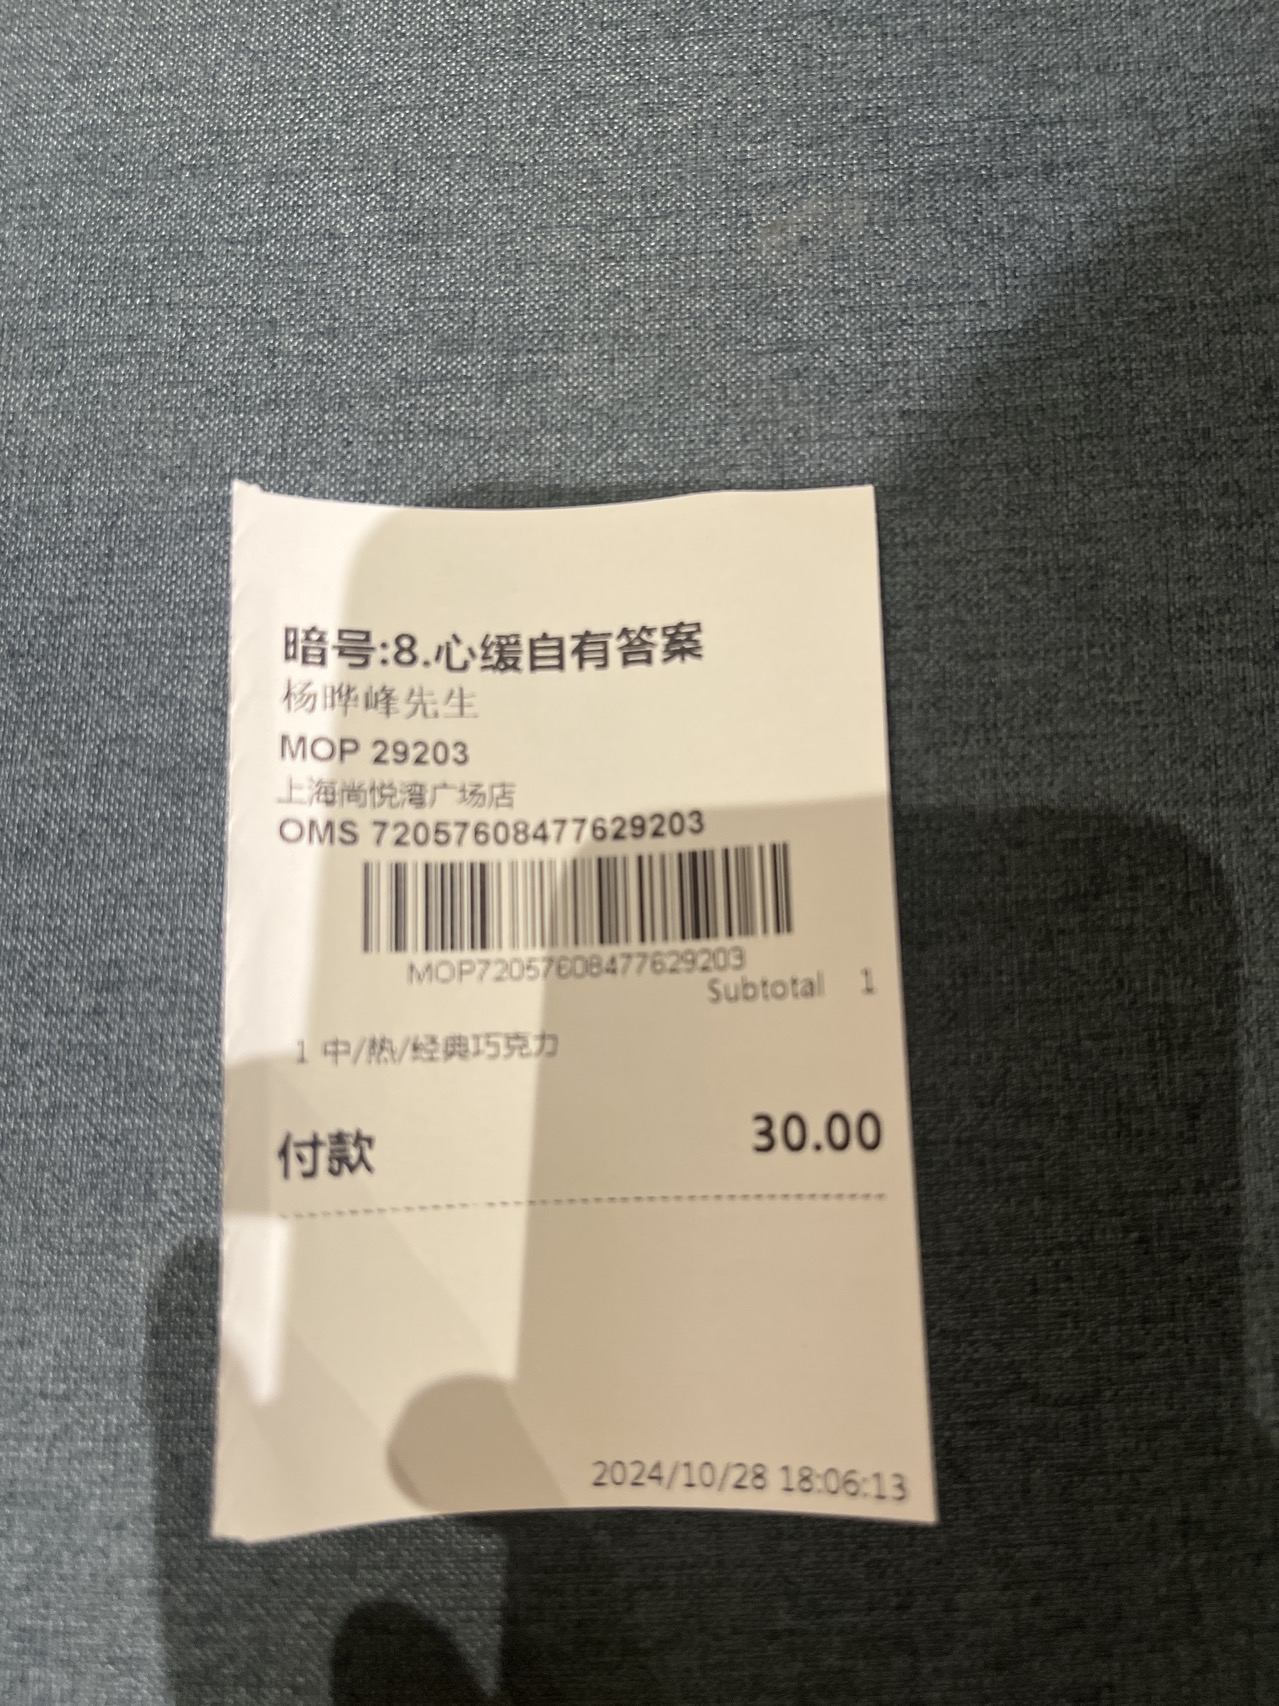 暗号:8.心缓自有答案
杨晔峰先生
MOP 29203
上海尚悦湾广场店
OMS 72057608477629203
MOP72057608477629203
Subtotal 1
1 中/热/经典巧克力
付款 30.00
2024/10/28 18:06:13